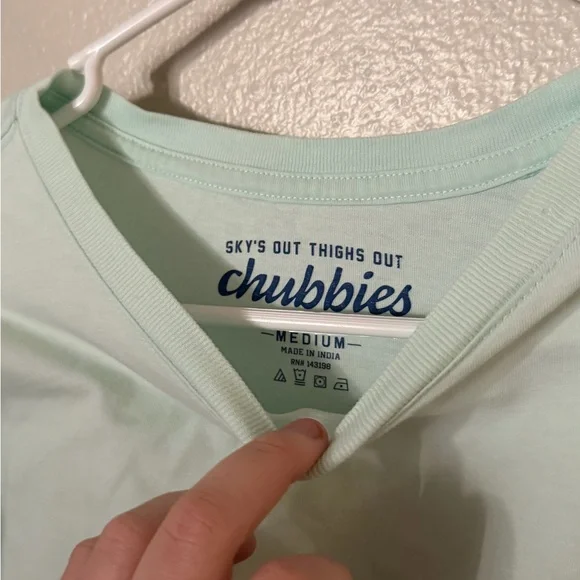 SKY'S OUT THIGHS OUT
chubbies
—MEDIUM—
MADE IN INDIA
RN# 143198